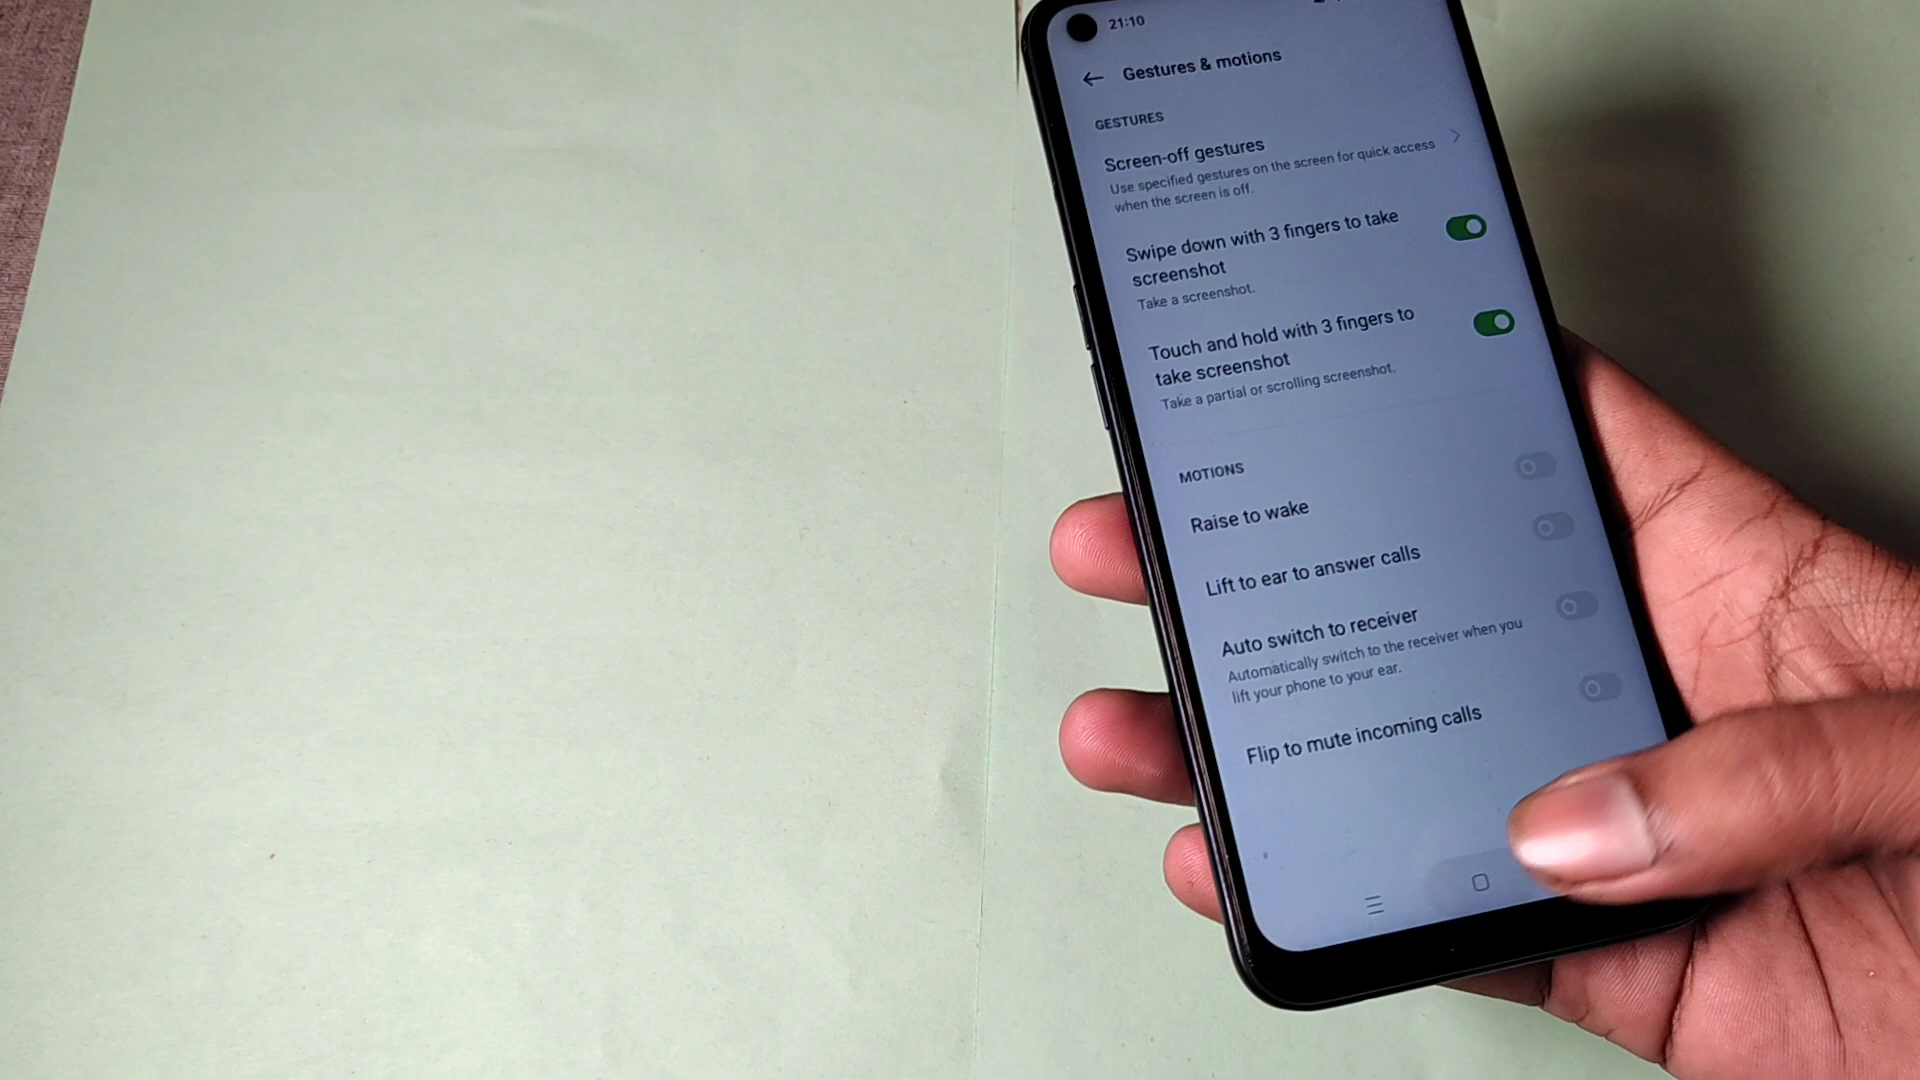 21:10
Gestures & motions
GESTURES
Screen-off gestures
Use specified gestures on the screen for quick access
when the screen is off.
Swipe down with 3 fingers to take
screenshot
Take a screenshot.
Touch and hold with 3 fingers to
take screenshot
Take a partial or scrolling screenshot.
MOTIONS
Raise to wake
Lift to ear to answer calls
Auto switch to receiver
Automatically switch to the receiver when you
lift your phone to your ear.
Flip to mute incoming calls